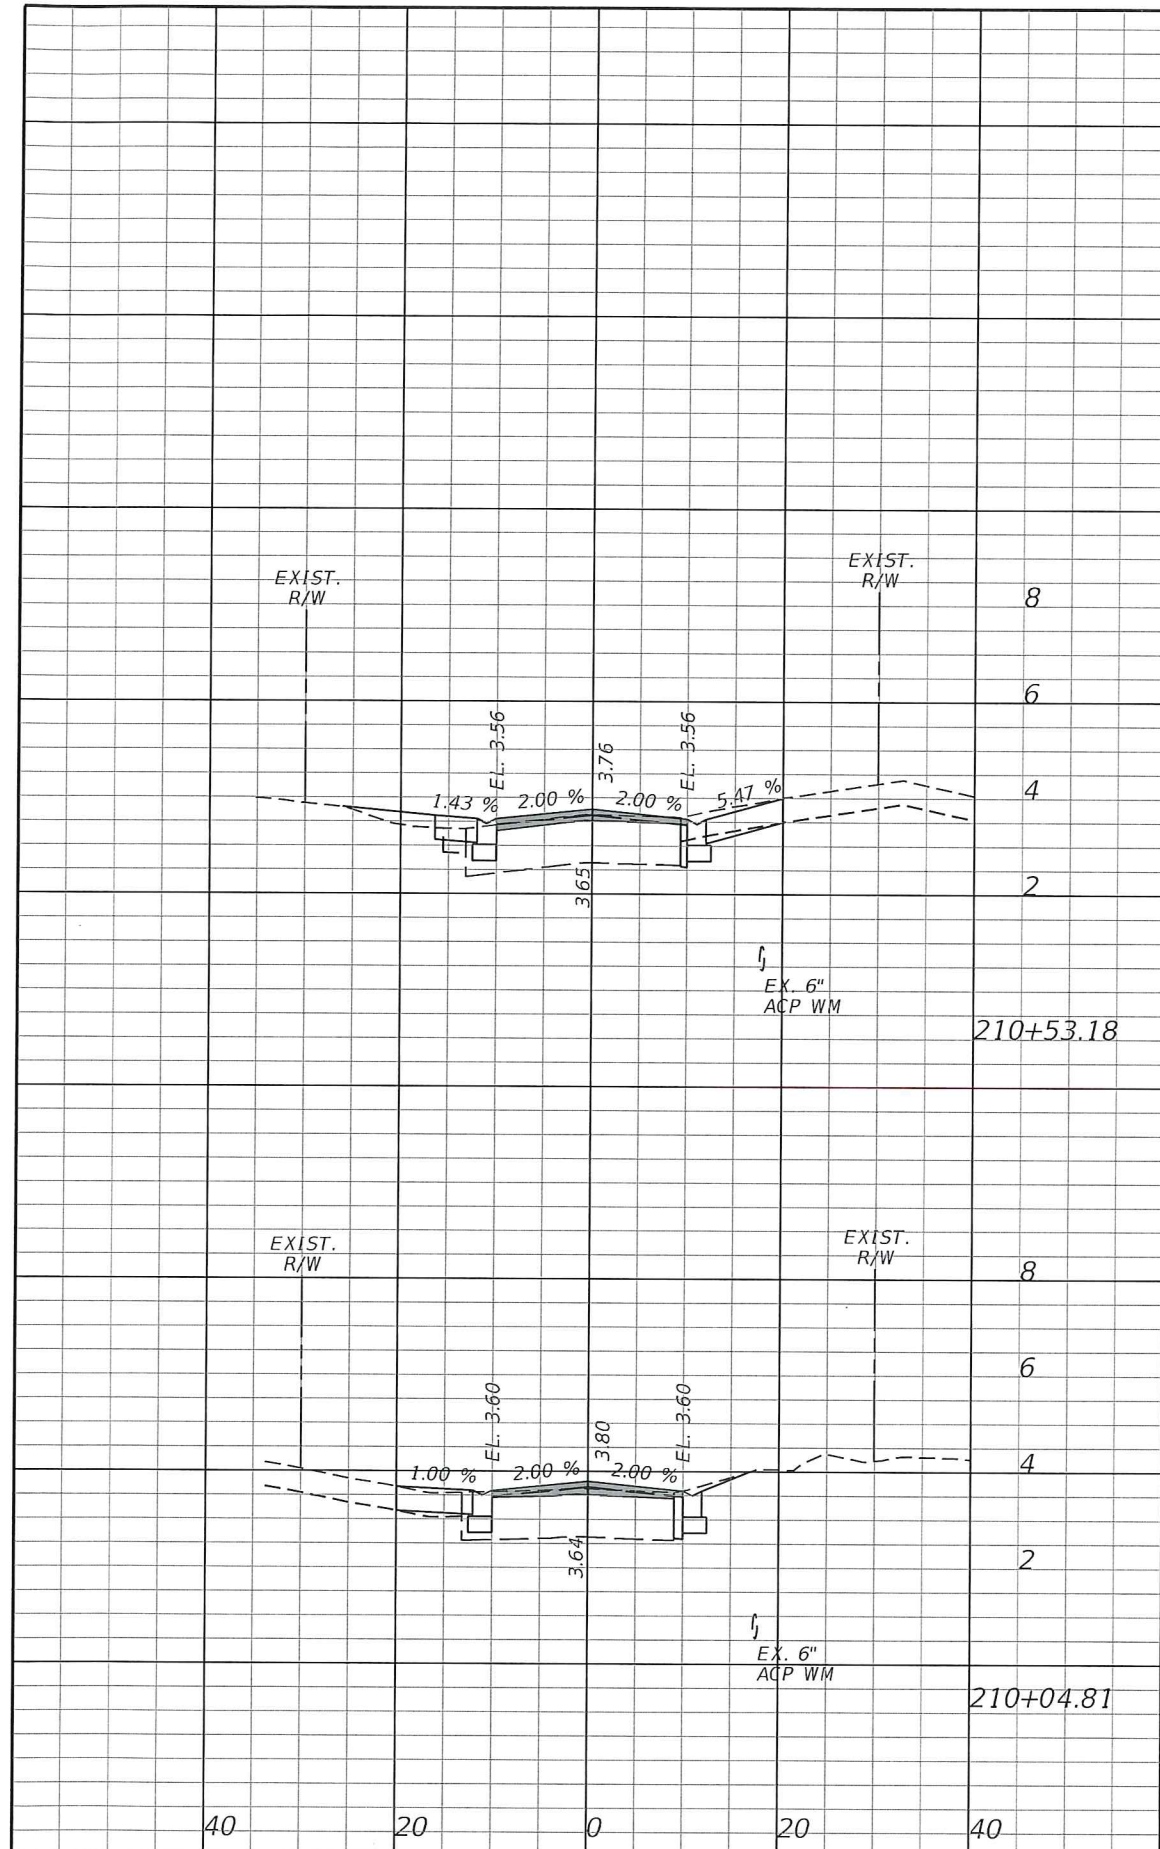 EXIST.
R/W
EXIST.
R/W
8
6
EL. 3.56
3.76
EL. 3.56
4
1.43 %
2.00 %
2.00 %
5.47 %
3.65
2
EX. 6"
ACP WM
210+53.18
EXIST.
R/W
EXIST.
R/W
8
6
EL. 3.60
3.80
EL. 3.60
4
1.00 %
2.00 %
2.00 %
3.64
2
EX. 6"
ACP WM
210+04.81
40
20
0
20
40